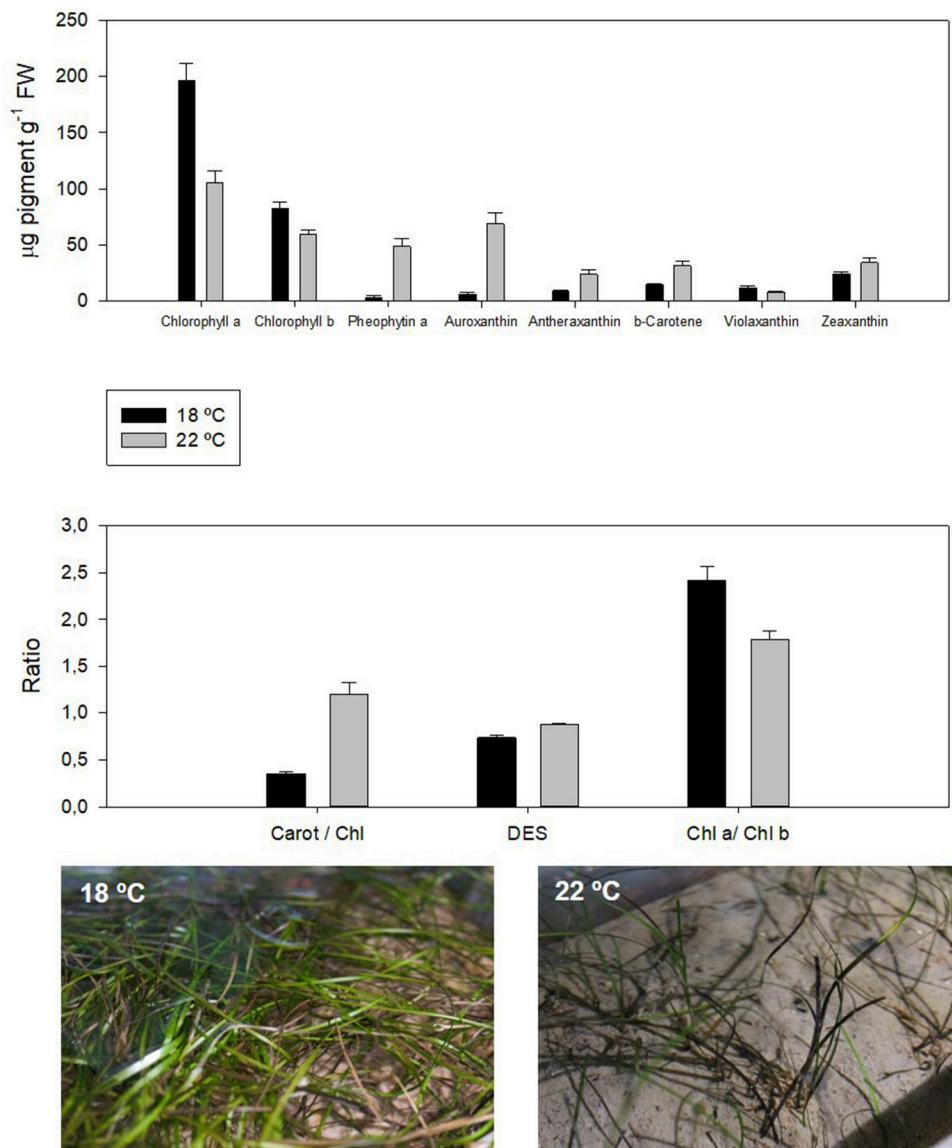 250
200
150
100
50
0
µg pigment g⁻¹ FW
Chlorophyll a Chlorophyll b Pheophytin a Auroxanthin Antheraxanthin b-Carotene Violaxanthin Zeaxanthin
18 ºC
22 ºC
3,0
2,5
2,0
1,5
1,0
0,5
0,0
Ratio
Carot / Chl DES Chl a/ Chl b
18 ºC
22 ºC